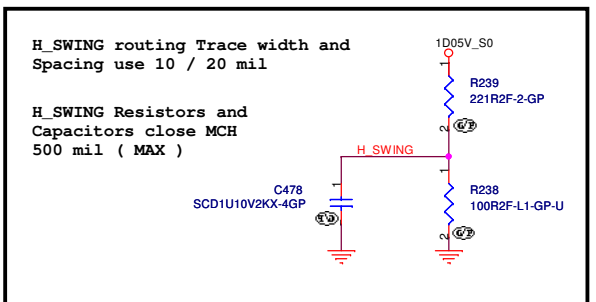 H_SWING routing Trace width and
Spacing use 10 / 20 mil
H_SWING Resistors and
Capacitors close MCH
500 mil ( MAX )
1D05V_S0
1
R239
221R2F-2-GP
2
G/P
H_SWING
C478
SCD1U10V2KX-4GP
1
1
R238
100R2F-L1-GP-U
2
G/P